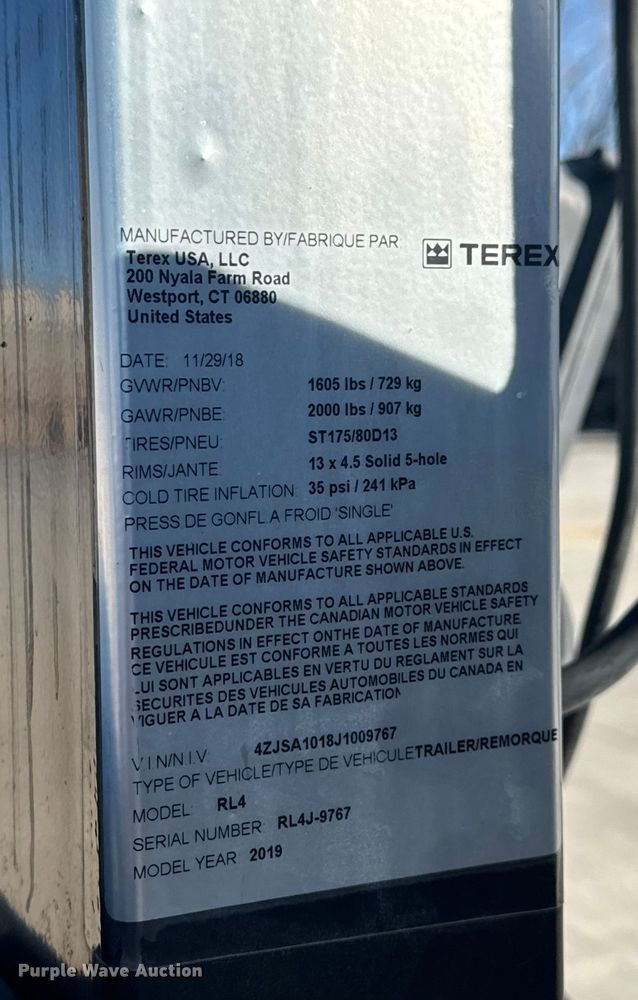 MANUFACTURED BY/FABRIQUE PAR
TEREX
Terex USA, LLC
200 Nyala Farm Road
Westport, CT 06880
United States
DATE: 11/29/18
GVWR/PNBV: 1605 lbs / 729 kg
GAWR/PNBE: 2000 lbs / 907 kg
TIRES/PNEU: ST175/80D13
RIMS/JANTE 13 x 4.5 Solid 5-hole
COLD TIRE INFLATION: 35 psi / 241 kPa
PRESS DE GONFL.A FROID 'SINGLE'
THIS VEHICLE CONFORMS TO ALL APPLICABLE U.S.
FEDERAL MOTOR VEHICLE SAFETY STANDARDS IN EFFECT
ON THE DATE OF MANUFACTURE SHOWN ABOVE.
THIS VEHICLE CONFORMS TO ALL APPLICABLE STANDARDS
PRESCRIBEDUNDER THE CANADIAN MOTOR VEHICLE SAFETY
REGULATIONS IN EFFECT ONTHE DATE OF MANUFACTURE.
CE VEHICULE EST CONFORME A TOUTES LES NORMES QUI
LUI SONT APPLICABLES EN VERTU DU REGLAMENT SUR LA
SECURITES DES VEHICULES AUTOMOBILES DU CANADA EN
VIGUER A LA DATE DE SA FABRICATION
V.I N/N.I.V: 4ZJSA1018J1009767
TYPE OF VEHICLE/TYPE DE VEHICULE TRAILER/REMORQUE
MODEL: RL4
SERIAL NUMBER: RL4J-9767
MODEL YEAR: 2019
Purple Wave Auction